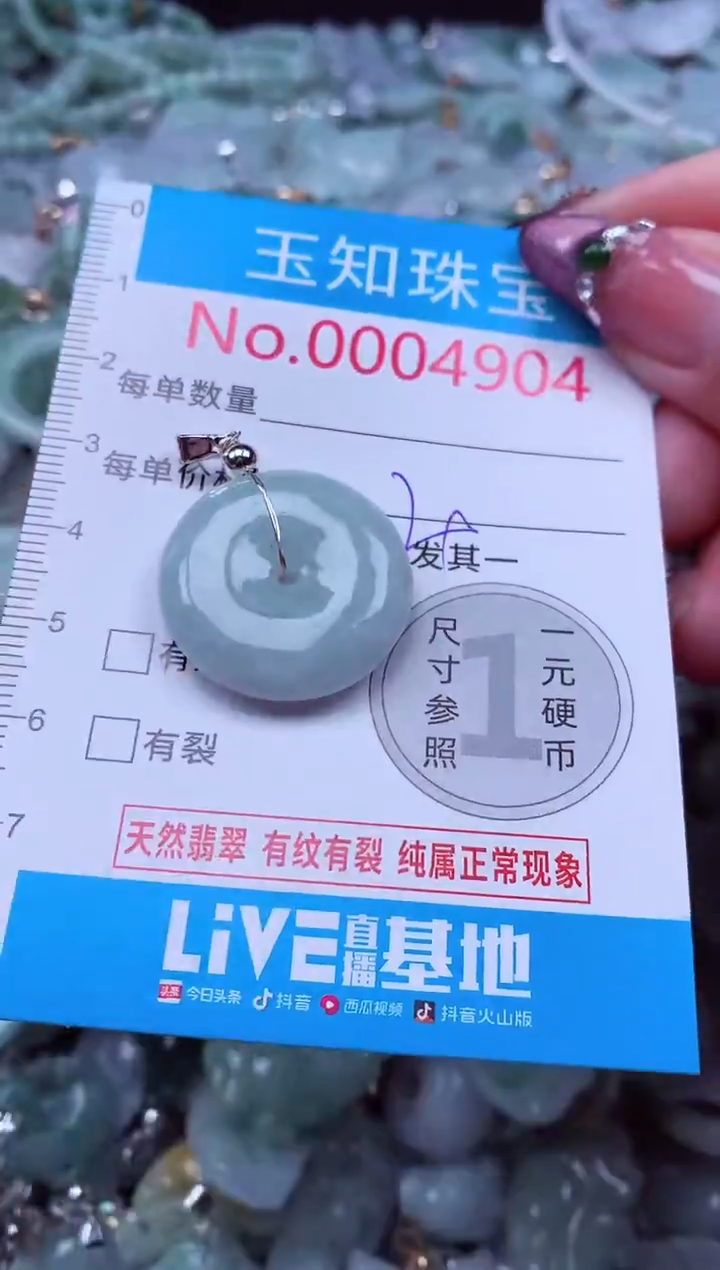 0
1
2
3
4
5
6
7
玉知珠宝
No.0004904
每单数量
每单价
发其一
有
有裂
尺寸参照
1
一元硬币
天然翡翠 有纹有裂 纯属正常现象
LiVE直播基地
头条 今日头条 抖音 西瓜视频 抖音火山版